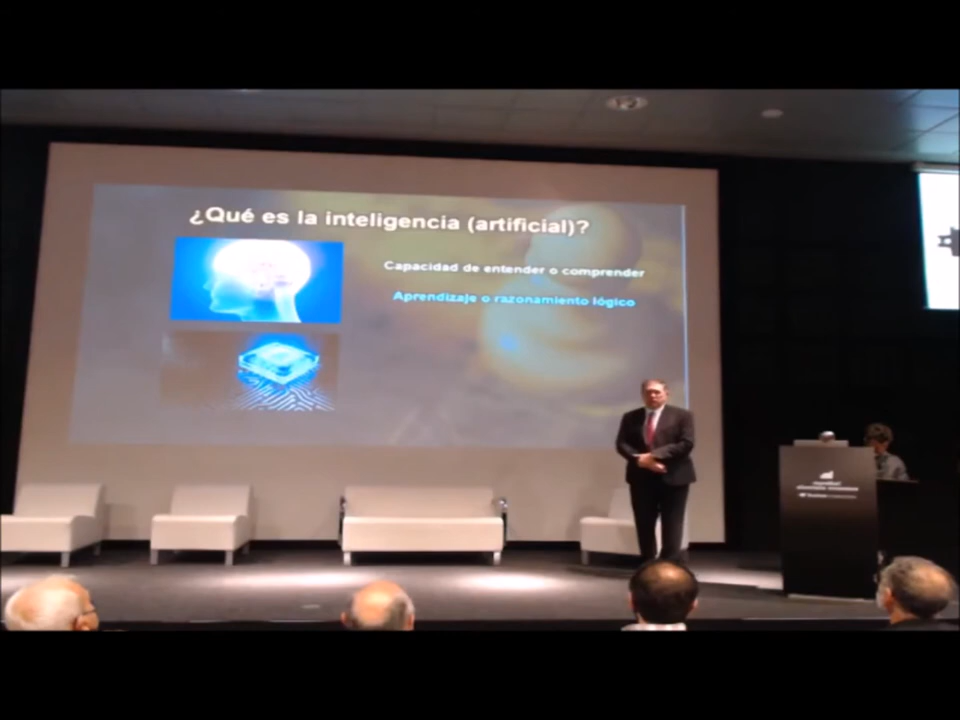 ¿Qué es la inteligencia (artificial)?
Capacidad de entender o comprender
Aprendizaje o razonamiento lógico